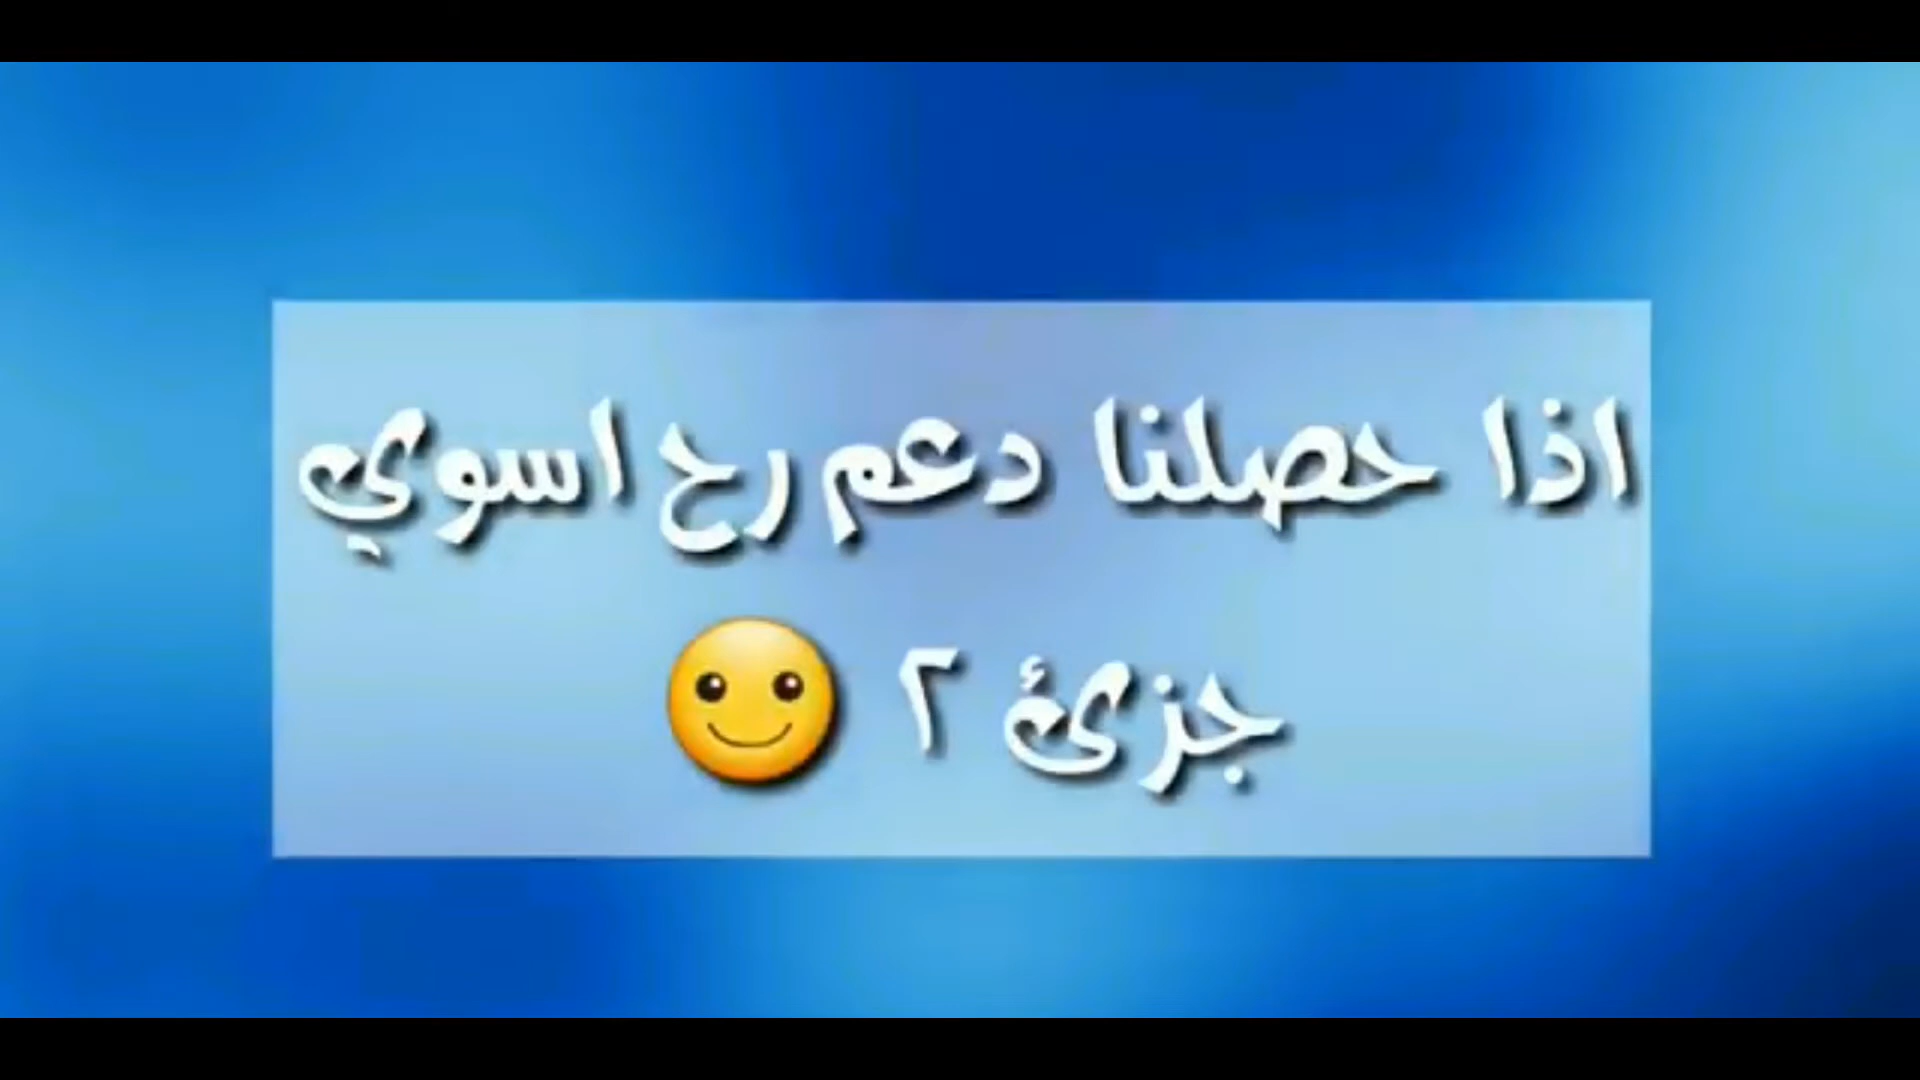 اذا حصلنا دعم رح اسوي
جزئ ٢ 🙂